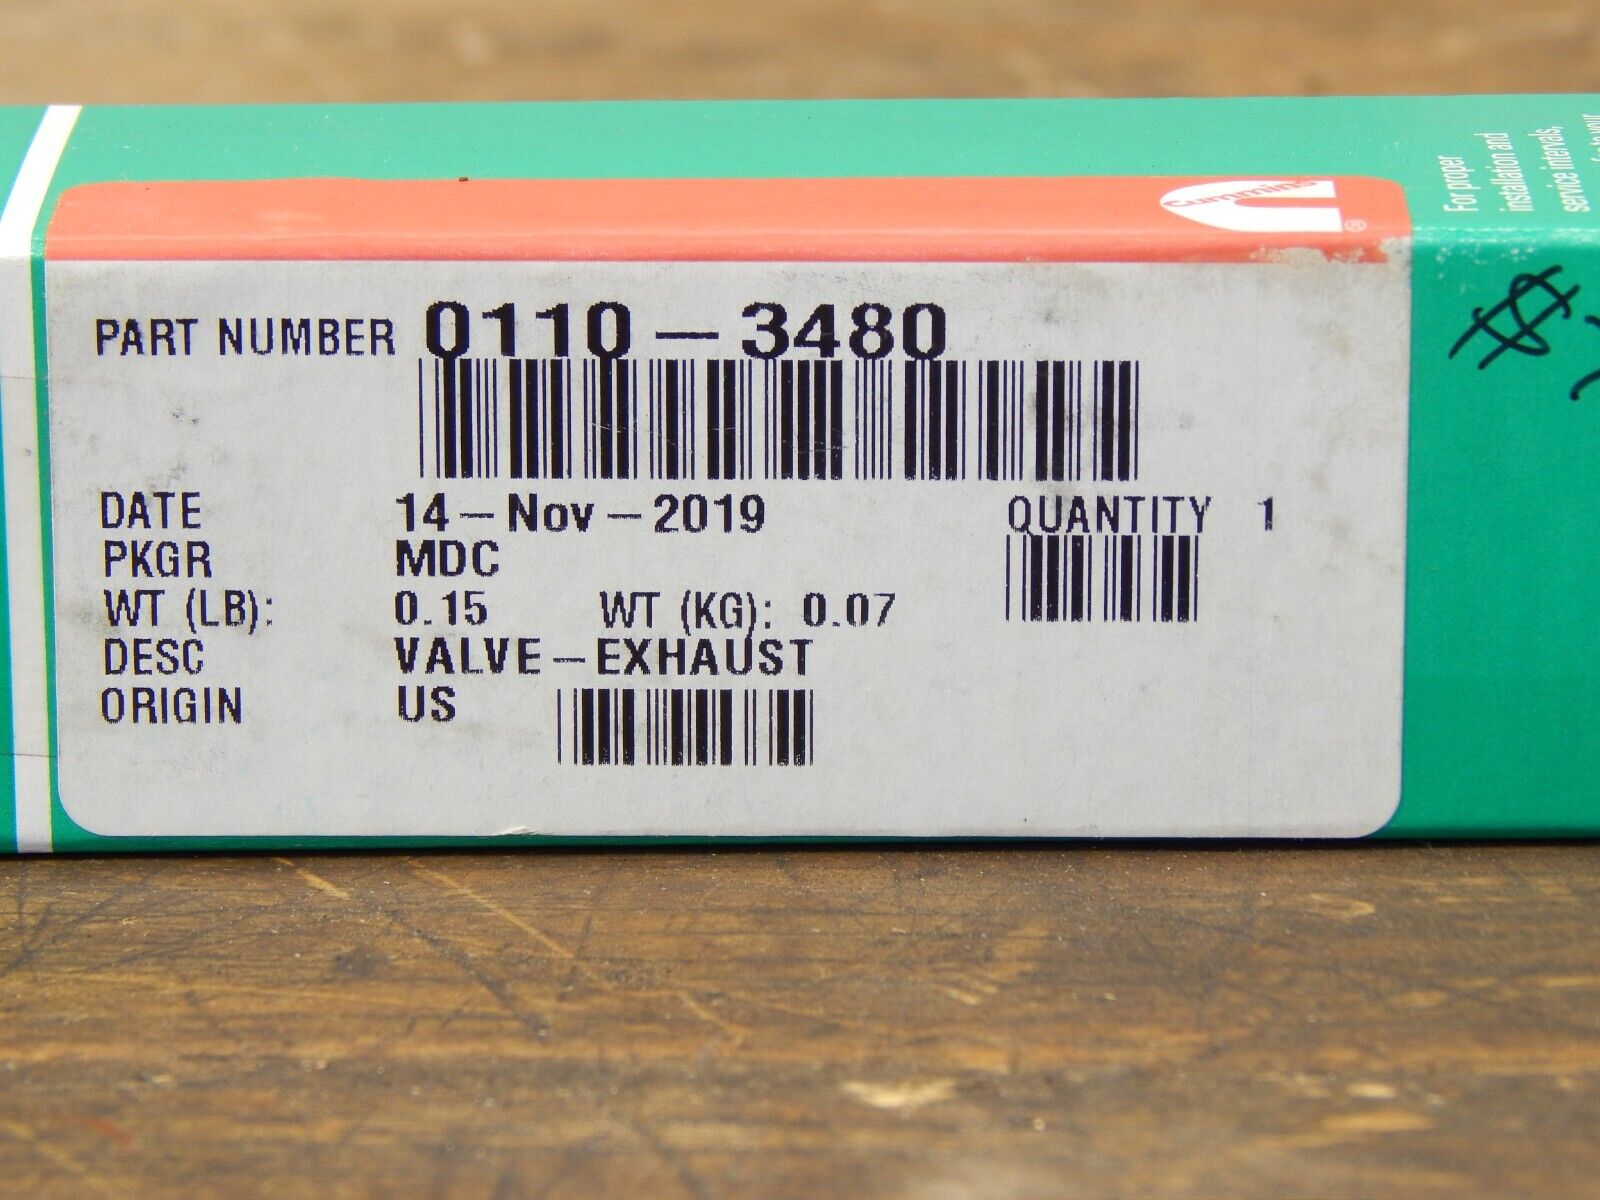 Cummins
®
PART NUMBER 0110-3480
DATE 14-Nov-2019 QUANTITY 1
PKGR MDC
WT (LB): 0.15 WT (KG): 0.07
DESC VALVE-EXHAUST
ORIGIN US
For proper
installation and
service intervals,
$